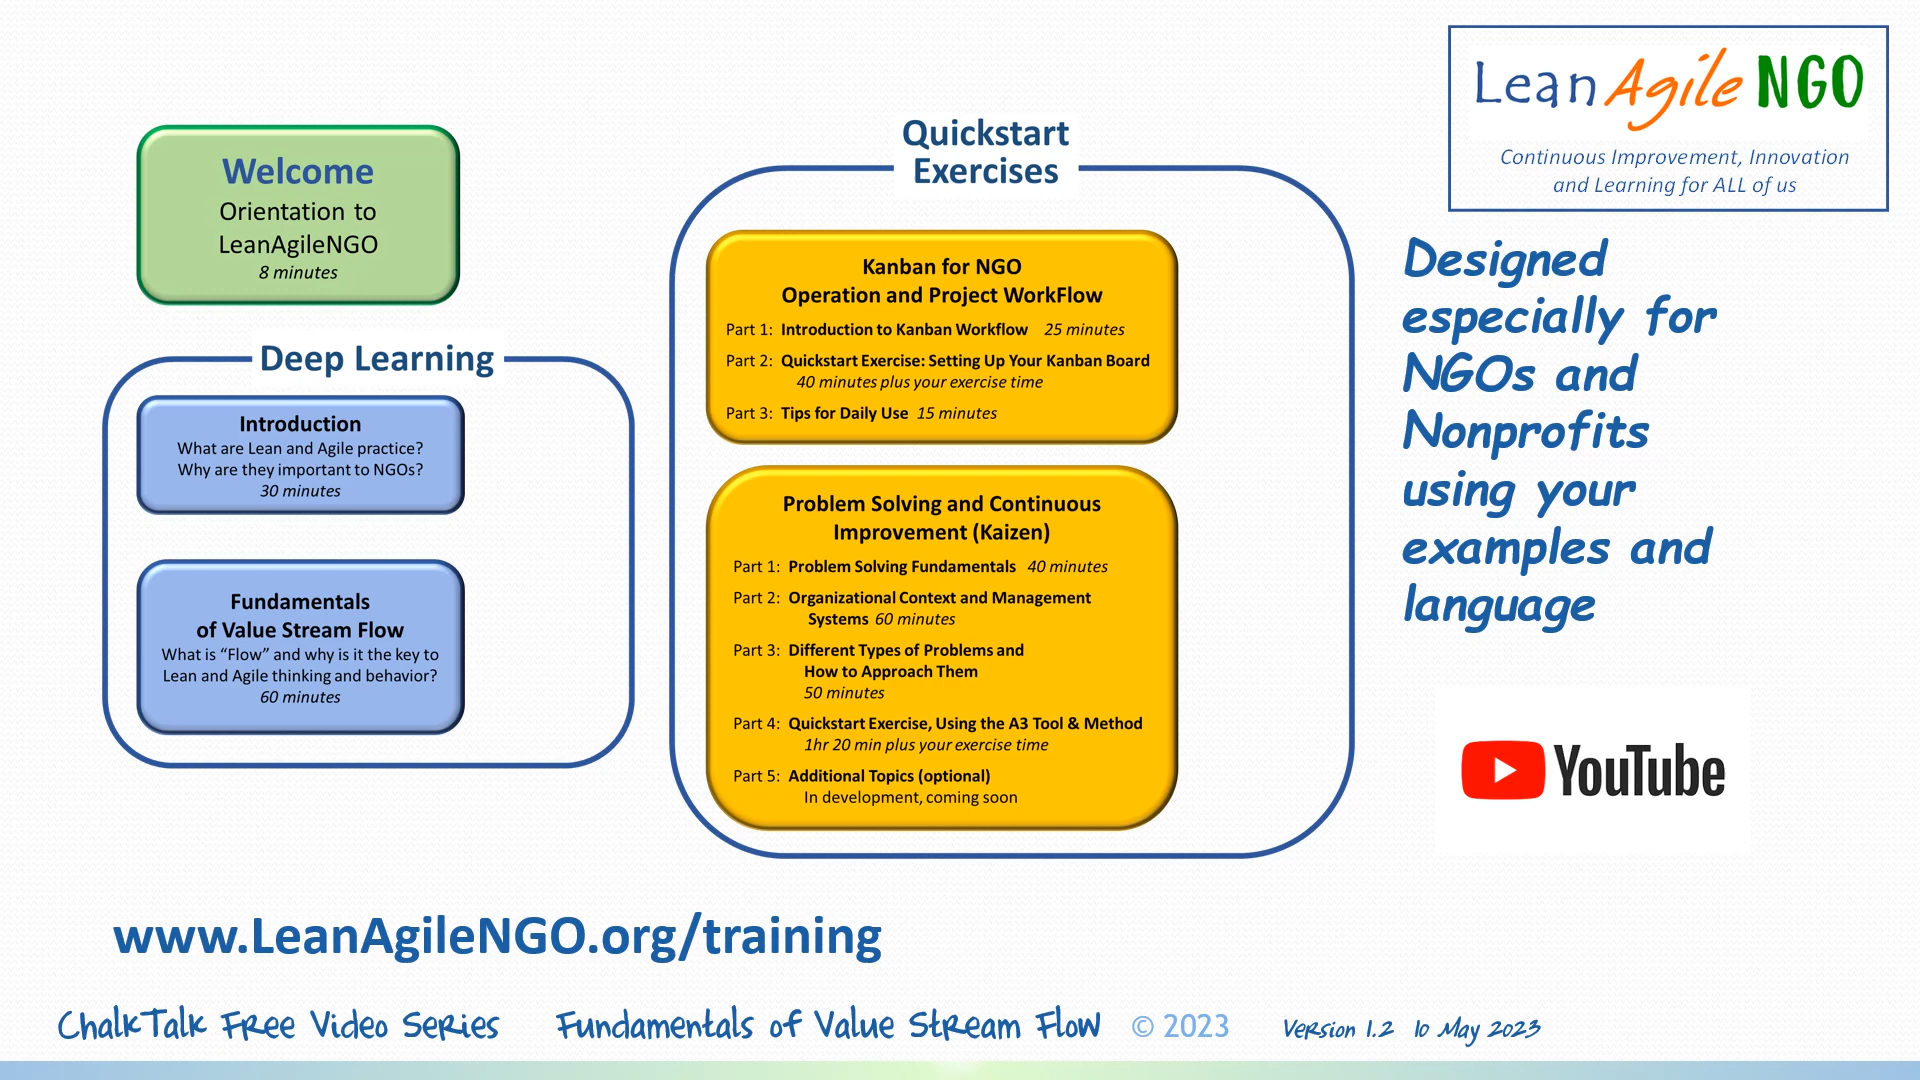 Lean Agile NGO
Continuous Improvement, Innovation
and Learning for ALL of us
Welcome
Orientation to
LeanAgileNGO
8 minutes
Deep Learning
Introduction
What are Lean and Agile practice?
Why are they important to NGOs?
30 minutes
Fundamentals
of Value Stream Flow
What is “Flow” and why is it the key to
Lean and Agile thinking and behavior?
60 minutes
Quickstart
Exercises
Kanban for NGO
Operation and Project WorkFlow
Part 1: Introduction to Kanban Workflow 25 minutes
Part 2: Quickstart Exercise: Setting Up Your Kanban Board
40 minutes plus your exercise time
Part 3: Tips for Daily Use 15 minutes
Problem Solving and Continuous
Improvement (Kaizen)
Part 1: Problem Solving Fundamentals 40 minutes
Part 2: Organizational Context and Management
Systems 60 minutes
Part 3: Different Types of Problems and
How to Approach Them
50 minutes
Part 4: Quickstart Exercise, Using the A3 Tool & Method
1hr 20 min plus your exercise time
Part 5: Additional Topics (optional)
In development, coming soon
Designed
especially for
NGOs and
Nonprofits
using your
examples and
language
YouTube
www.LeanAgileNGO.org/training
ChalkTalk Free Video Series Fundamentals of Value Stream Flow © 2023 Version 1.2 10 May 2023